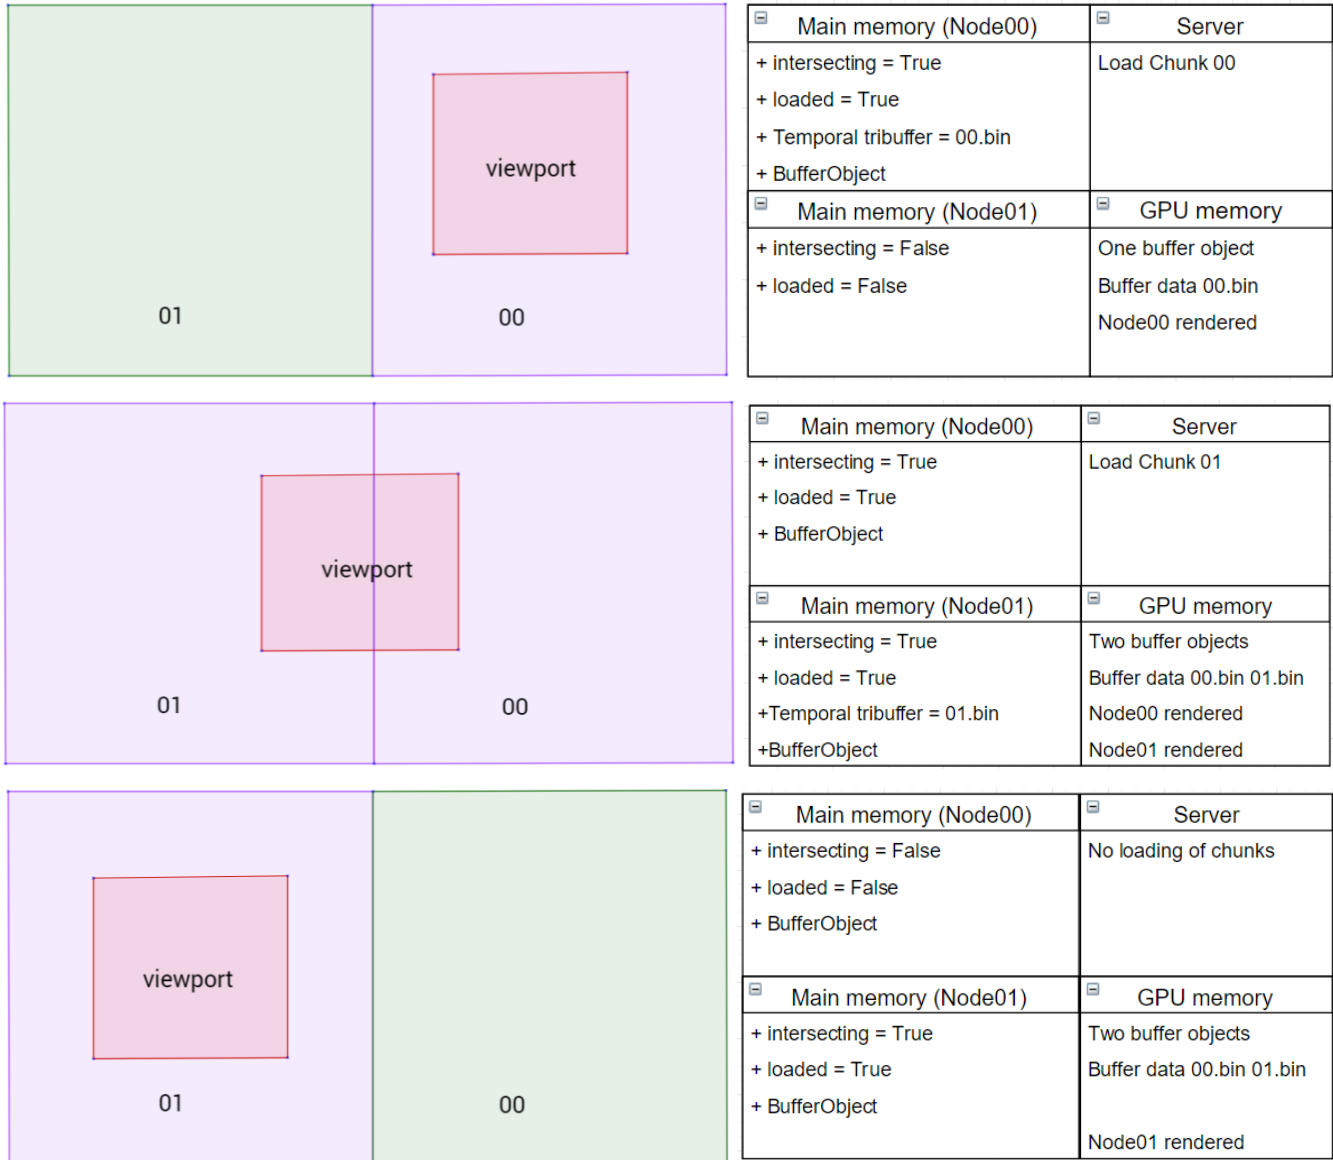 viewport
01
00
Main memory (Node00)
+ intersecting = True
+ loaded = True
+ Temporal tribuffer = 00.bin
+ BufferObject
Server
Load Chunk 00
Main memory (Node01)
+ intersecting = False
+ loaded = False
GPU memory
One buffer object
Buffer data 00.bin
Node00 rendered
viewport
01
00
Main memory (Node00)
+ intersecting = True
+ loaded = True
+ BufferObject
Server
Load Chunk 01
Main memory (Node01)
+ intersecting = True
+ loaded = True
+Temporal tribuffer = 01.bin
+BufferObject
GPU memory
Two buffer objects
Buffer data 00.bin 01.bin
Node00 rendered
Node01 rendered
viewport
01
00
Main memory (Node00)
+ intersecting = False
+ loaded = False
+ BufferObject
Server
No loading of chunks
Main memory (Node01)
+ intersecting = True
+ loaded = True
+ BufferObject
GPU memory
Two buffer objects
Buffer data 00.bin 01.bin
Node01 rendered